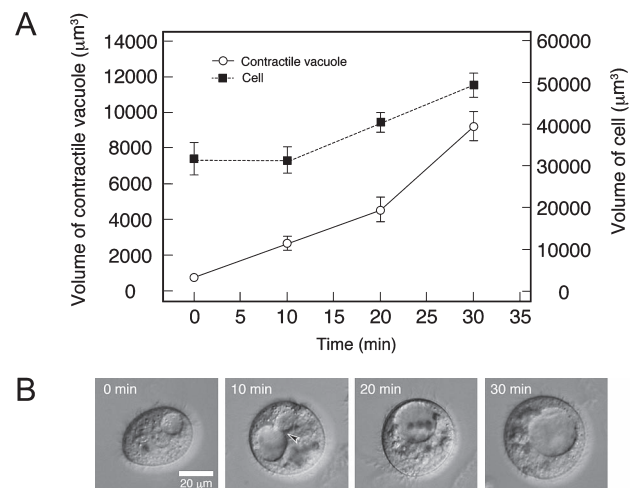 A
Volume of contractile vacuole (μm³)
14000
12000
10000
8000
6000
4000
2000
0
Contractile vacuole
Cell
60000
50000
40000
30000
20000
10000
0
Volume of cell (μm³)
0 5 10 15 20 25 30 35
Time (min)
B
0 min
10 min
20 min
30 min
20 μm